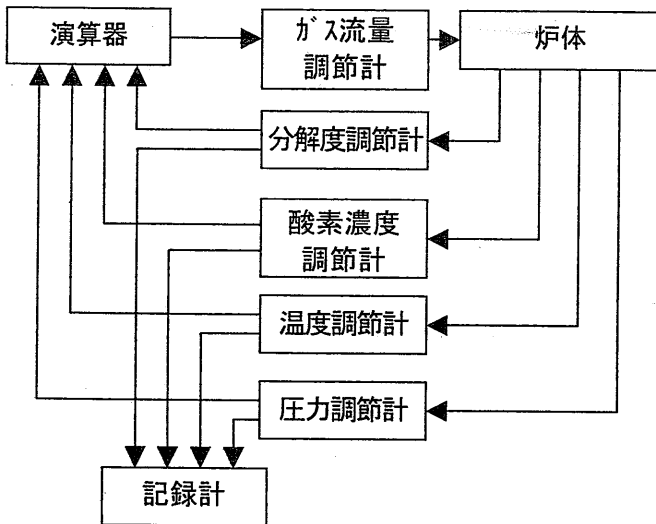 演算器
ガス流量
調節計
炉体
分解度調節計
酸素濃度
調節計
温度調節計
圧力調節計
記録計